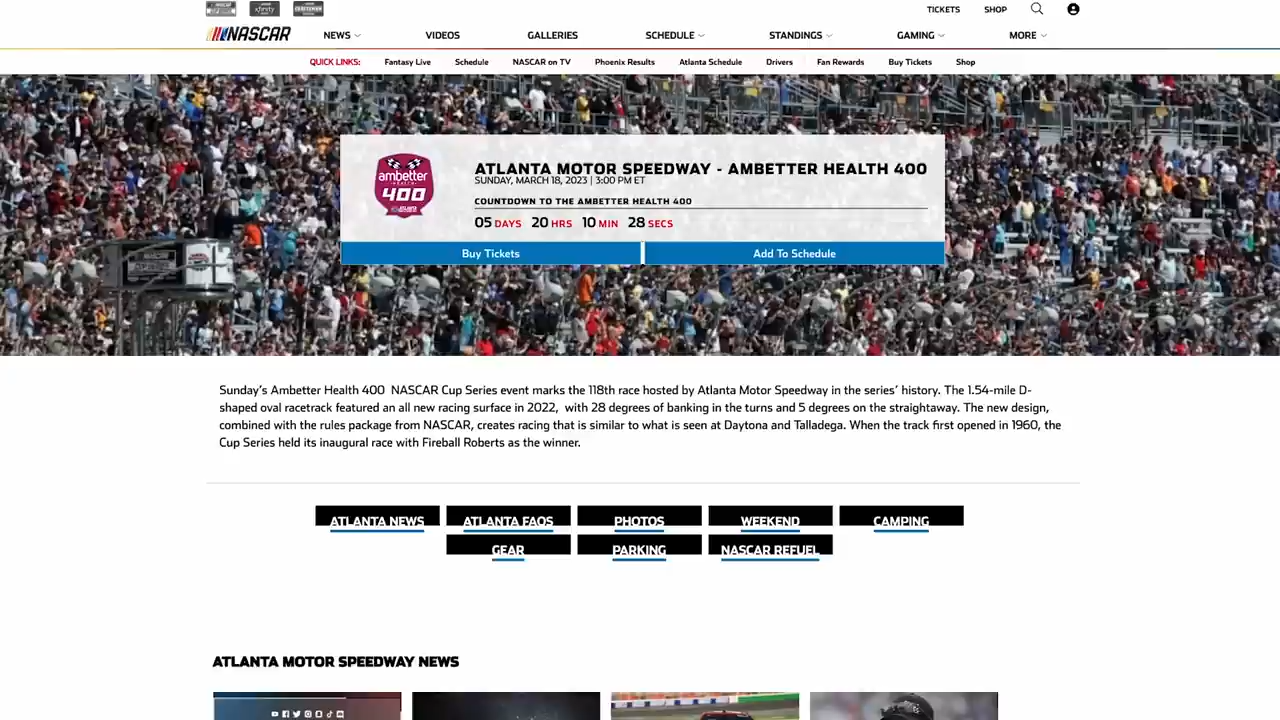 xfinity
CRAFTSMAN
TICKETS
SHOP
NASCAR
NEWS
VIDEOS
GALLERIES
SCHEDULE
STANDINGS
GAMING
MORE
QUICK LINKS:
Fantasy Live
Schedule
NASCAR on TV
Phoenix Results
Atlanta Schedule
Drivers
Fan Rewards
Buy Tickets
Shop
ambetter
HEALTH
400
ATLANTA
ATLANTA MOTOR SPEEDWAY - AMBETTER HEALTH 400
SUNDAY, MARCH 18, 2023 | 3:00 PM ET
COUNTDOWN TO THE AMBETTER HEALTH 400
05 DAYS 20 HRS 10 MIN 28 SECS
Buy Tickets
Add To Schedule
Sunday's Ambetter Health 400 NASCAR Cup Series event marks the 118th race hosted by Atlanta Motor Speedway in the series' history. The 1.54-mile D-
shaped oval racetrack featured an all new racing surface in 2022, with 28 degrees of banking in the turns and 5 degrees on the straightaway. The new design,
combined with the rules package from NASCAR, creates racing that is similar to what is seen at Daytona and Talladega. When the track first opened in 1960, the
Cup Series held its inaugural race with Fireball Roberts as the winner.
ATLANTA NEWS
ATLANTA FAQS
PHOTOS
WEEKEND
CAMPING
GEAR
PARKING
NASCAR REFUEL
ATLANTA MOTOR SPEEDWAY NEWS